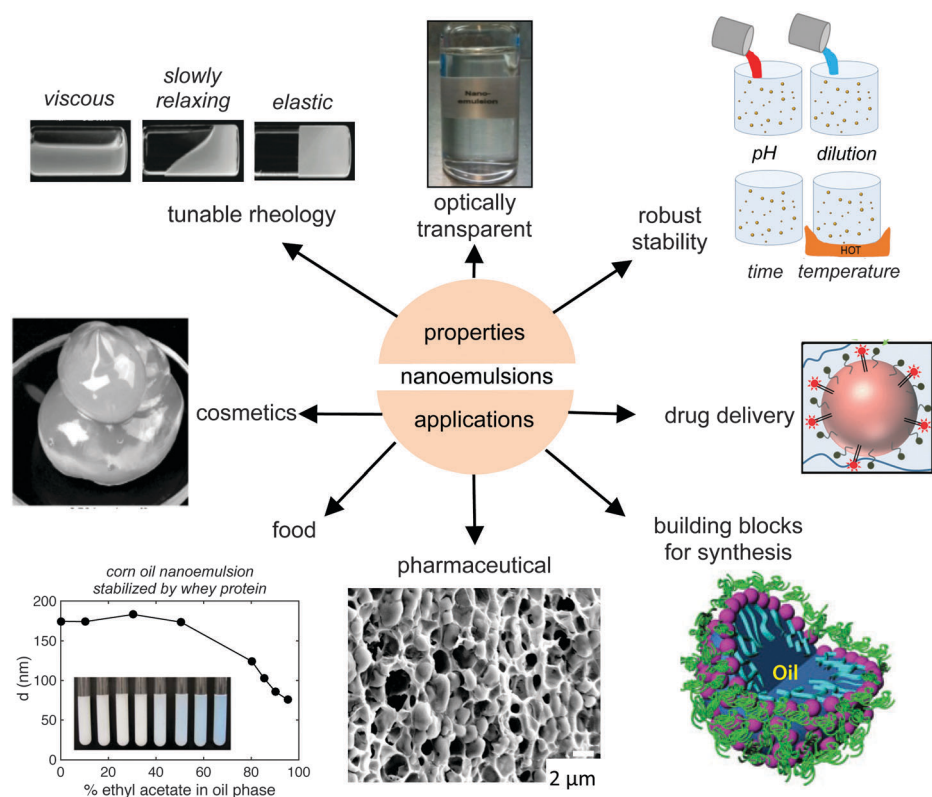 viscous
slowly
relaxing
elastic
tunable rheology
Nano-
emulsion
optically
transparent
pH
dilution
robust
stability
HOT
time
temperature
properties
nanoemulsions
applications
cosmetics
drug delivery
food
building blocks
for synthesis
pharmaceutical
corn oil nanoemulsion
stabilized by whey protein
200
150
100
50
0
d (nm)
0 20 40 60 80 100
% ethyl acetate in oil phase
2 μm
Oil